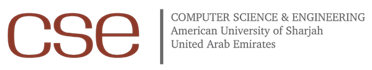 cse
COMPUTER SCIENCE & ENGINEERING
American University of Sharjah
United Arab Emirates